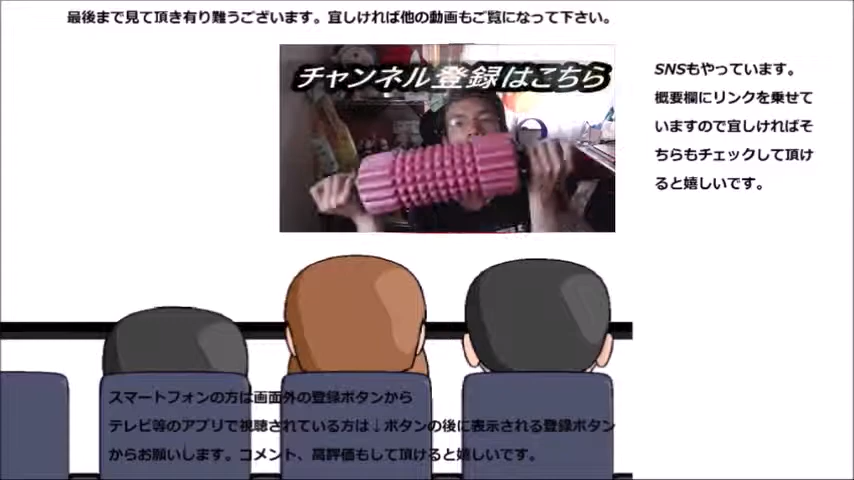 最後まで見て頂き有り難うございます。宜しければ他の動画もご覧になって下さい。
チャンネル登録はこちら
SNSもやっています。
概要欄にリンクを乗せて
いますので宜しければそ
ちらもチェックして頂け
ると嬉しいです。
スマートフォンの方は画面外の登録ボタンから
テレビ等のアプリで視聴されている方は↓ボタンの後に表示される登録ボタン
からお願いします。コメント、高評価もして頂けると嬉しいです。